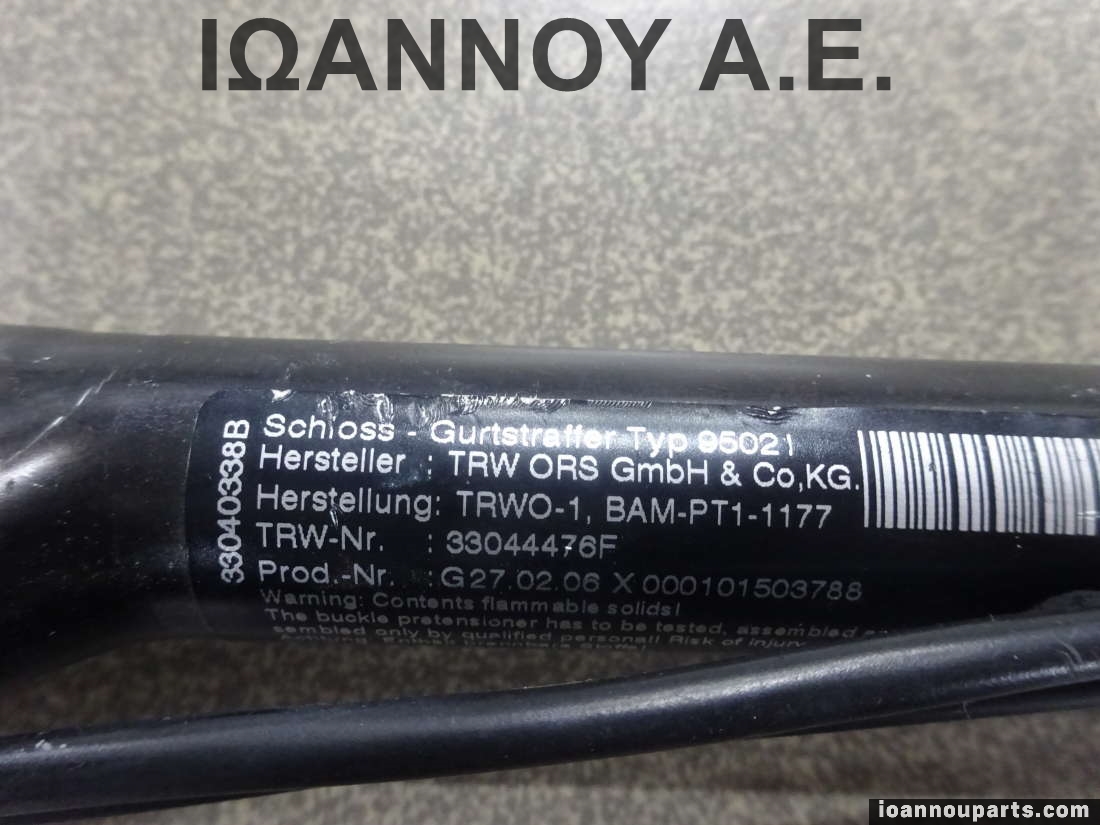 ΙΩΑΝΝΟΥ Α.Ε.
33040338B
Schloss - Gurtstraffer Typ 95021
Hersteller : TRW ORS GmbH & Co,KG.
Herstellung: TRWO-1, BAM-PT1-1177
TRW-Nr. : 33044476F
Prod.-Nr. :G27.02.06 X 000101503788
Warning: Contents flammable solids!
The buckle pretensioner has to be tested, assembled
sembled only by qualified personal! Risk of injury
ioannouparts.com